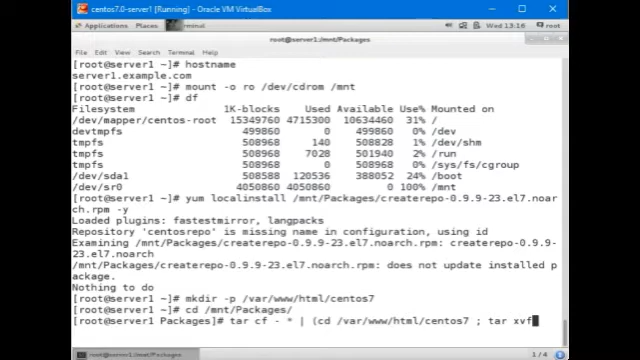 centos7.0-server1 [Running] - Oracle VM VirtualBox
Applications Places Terminal Wed, 13:16 root
root@server1:/mnt/Packages
File Edit View Search Terminal Help
[root@server1 ~]# hostname
server1.example.com
[root@server1 ~]# mount -o ro /dev/cdrom /mnt
[root@server1 ~]# df
Filesystem 1K-blocks Used Available Use% Mounted on
/dev/mapper/centos-root 15349760 4715300 10634460 31% /
devtmpfs 499860 0 499860 0% /dev
tmpfs 508968 140 508828 1% /dev/shm
tmpfs 508968 7028 501940 2% /run
tmpfs 508968 0 508968 0% /sys/fs/cgroup
/dev/sda1 508588 120536 388052 24% /boot
/dev/sr0 4050860 4050860 0 100% /mnt
[root@server1 ~]# yum localinstall /mnt/Packages/createrepo-0.9.9-23.el7.noar
ch.rpm -y
Loaded plugins: fastestmirror, langpacks
Repository 'centosrepo' is missing name in configuration, using id
Examining /mnt/Packages/createrepo-0.9.9-23.el7.noarch.rpm: createrepo-0.9.9-
23.el7.noarch
/mnt/Packages/createrepo-0.9.9-23.el7.noarch.rpm: does not update installed p
ackage.
Nothing to do
[root@server1 ~]# mkdir -p /var/www/html/centos7
[root@server1 ~]# cd /mnt/Packages/
[root@server1 Packages]# tar cf - * | (cd /var/www/html/centos7 ; tar xvf
root@server1:/mnt/Packages 1 / 4